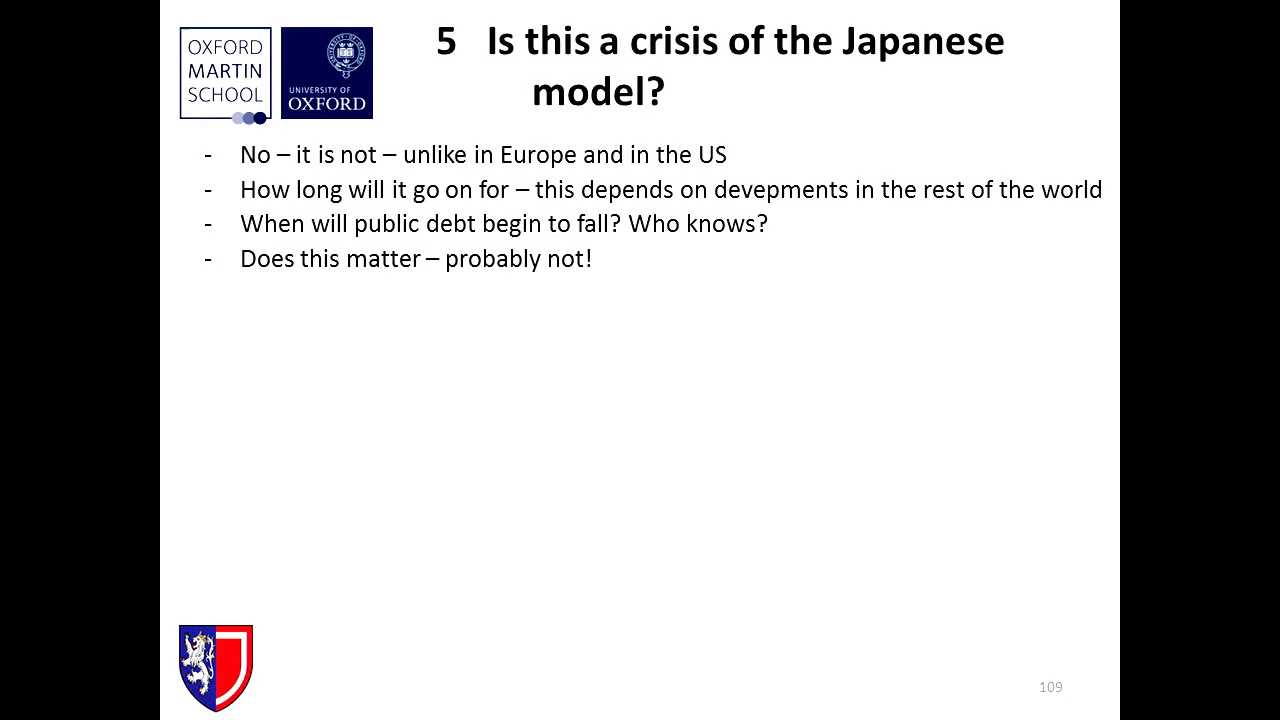 OXFORD
MARTIN
SCHOOL
UNIVERSITY OF
OXFORD
5 Is this a crisis of the Japanese
model?
- No – it is not – unlike in Europe and in the US
- How long will it go on for – this depends on devepments in the rest of the world
- When will public debt begin to fall? Who knows?
- Does this matter – probably not!
109